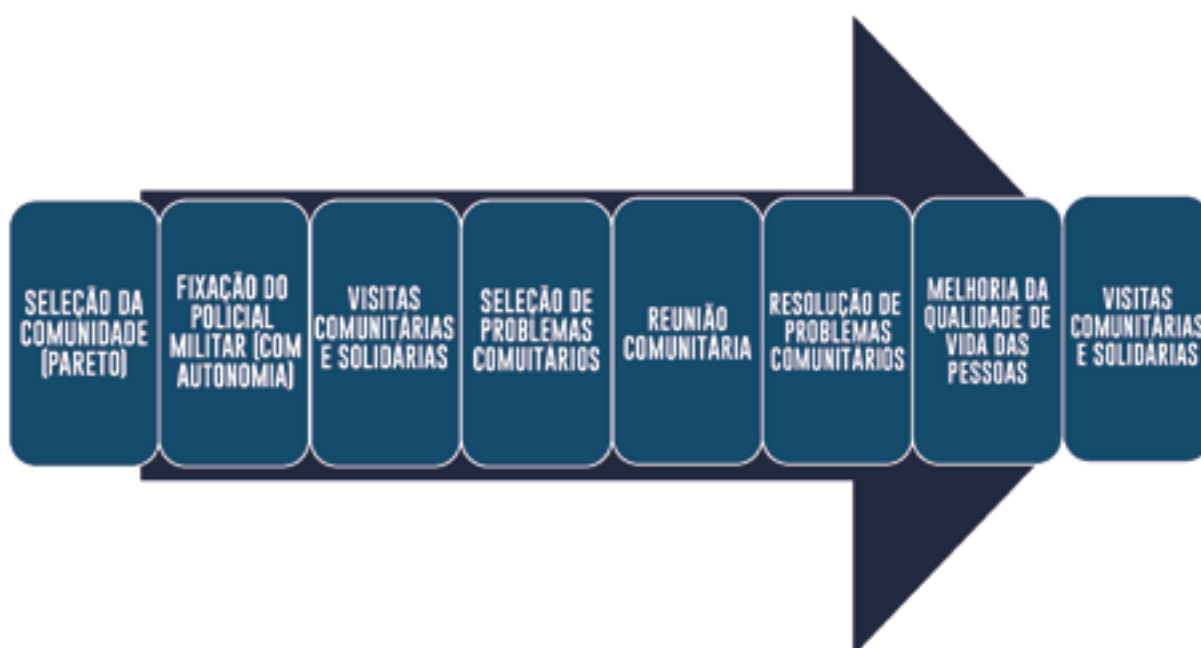 SELEÇÃO DA
COMUNIDADE
(PARETO)
FIXAÇÃO DO
POLICIAL
MILITAR (COM
AUTONOMIA)
VISITAS
COMUNITÁRIAS
E SOLIDÁRIAS
SELEÇÃO DE
PROBLEMAS
COMUITÁRIOS
REUNIÃO
COMUNITÁRIA
RESOLUÇÃO DE
PROBLEMAS
COMUNITÁRIOS
MELHORIA DA
QUALIDADE DE
VIDA DAS
PESSOAS
VISITAS
COMUNITÁRIAS
E SOLIDÁRIAS